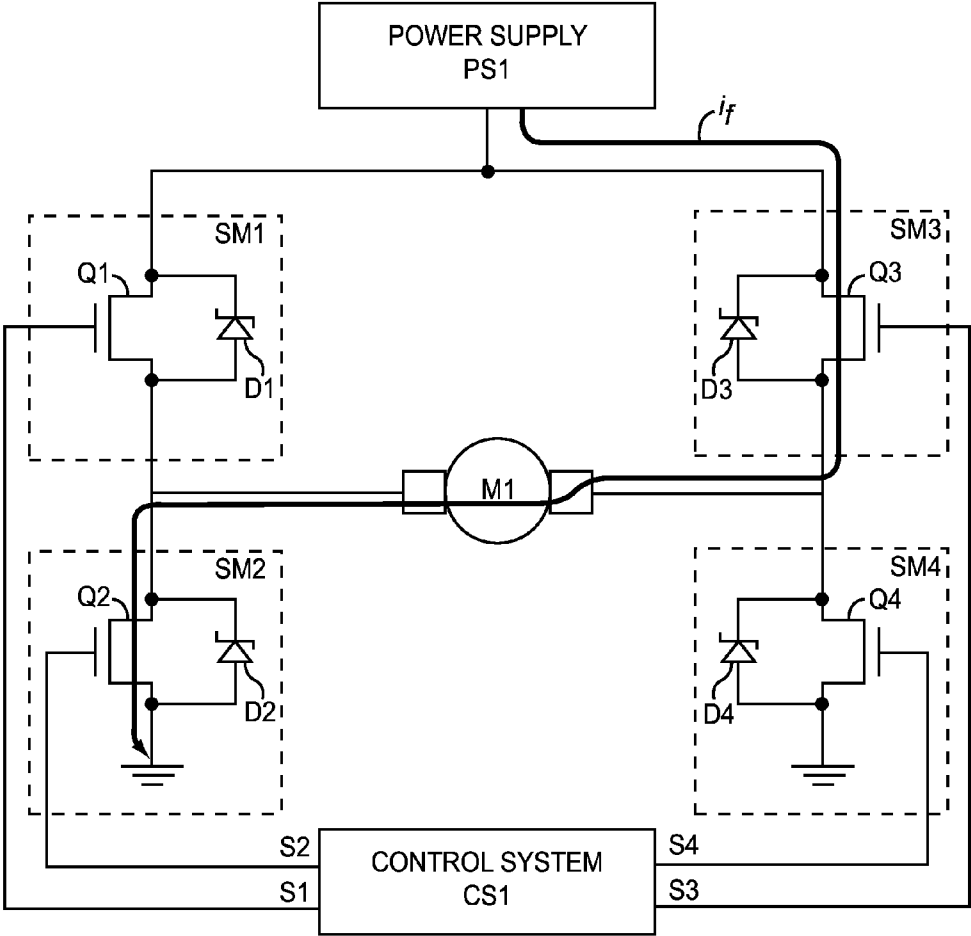 POWER SUPPLY
PS1
if
SM1
SM3
Q1
Q3
D1
D3
M1
SM2
SM4
Q2
Q4
D2
D4
S2
S4
CONTROL SYSTEM
CS1
S1
S3